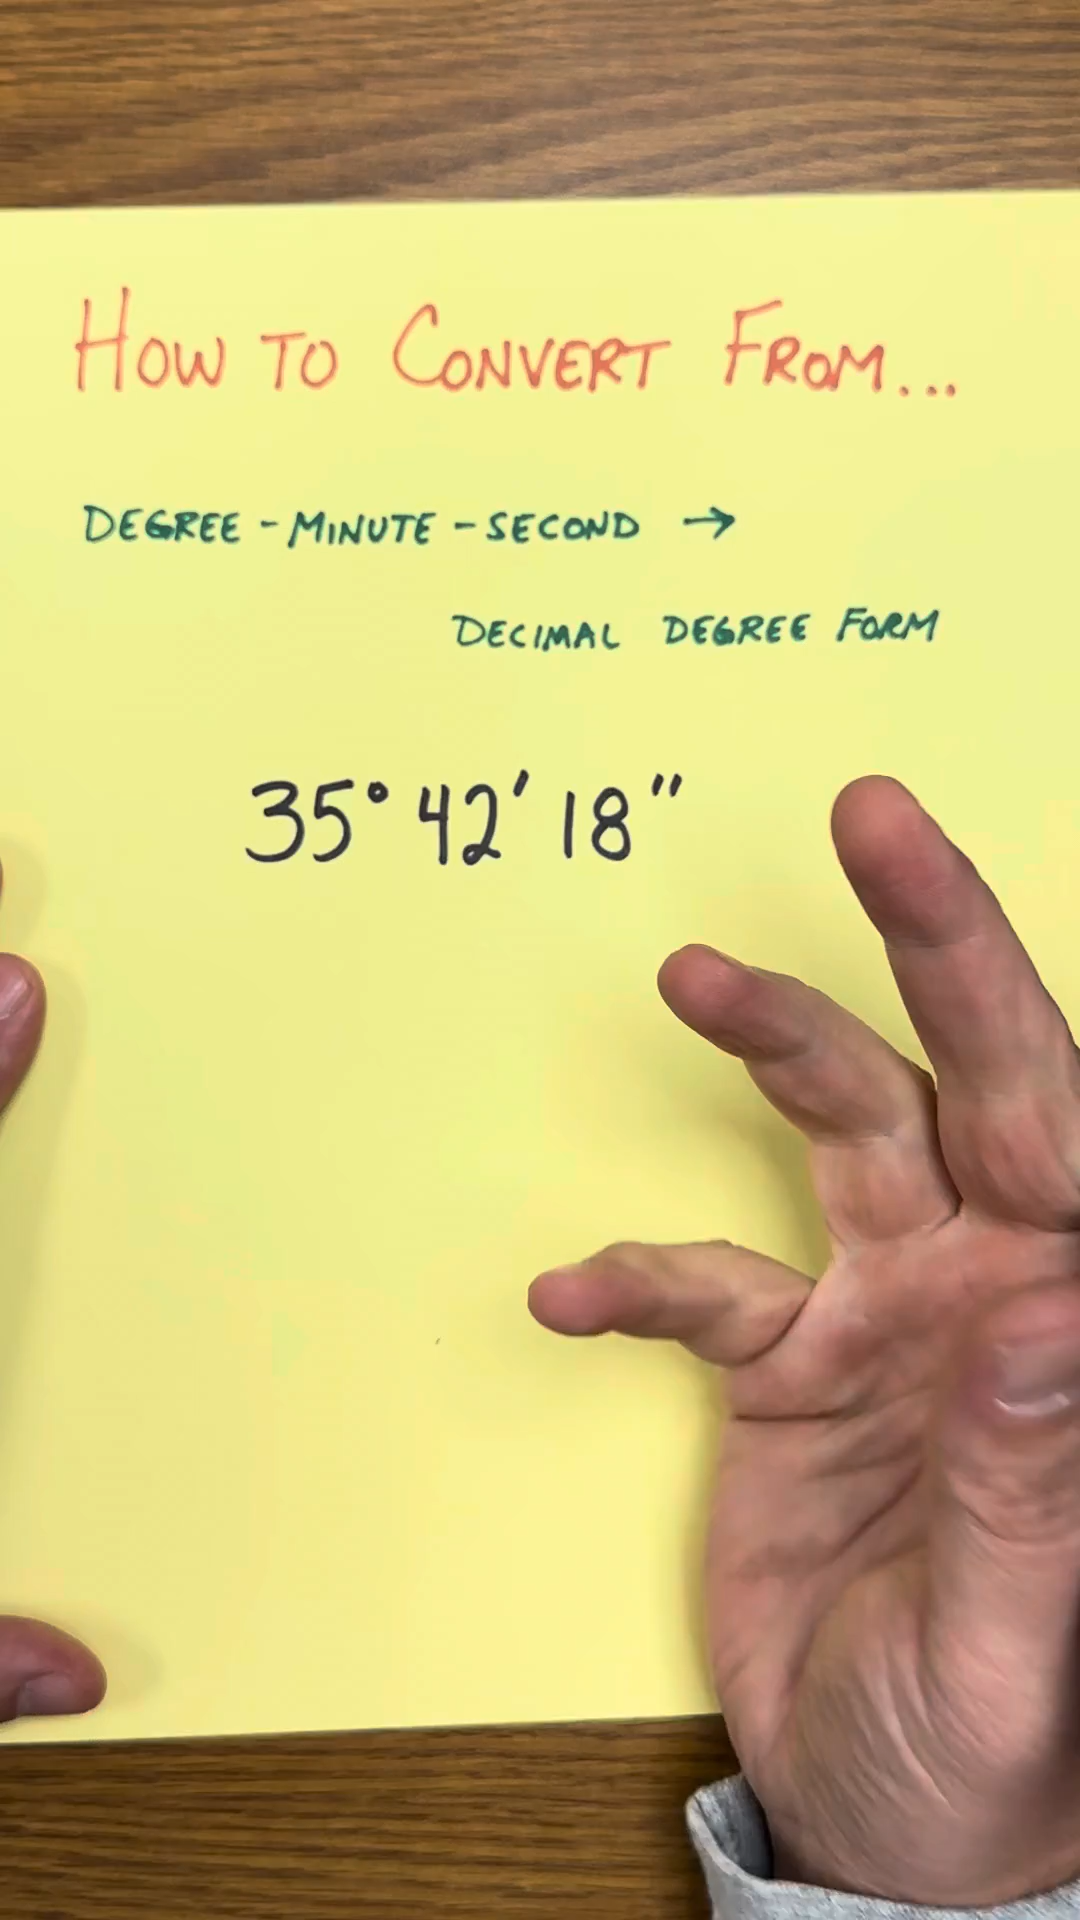 HOW TO CONVERT FROM...
DEGREE - MINUTE - SECOND →
DECIMAL DEGREE FORM
35° 42' 18"